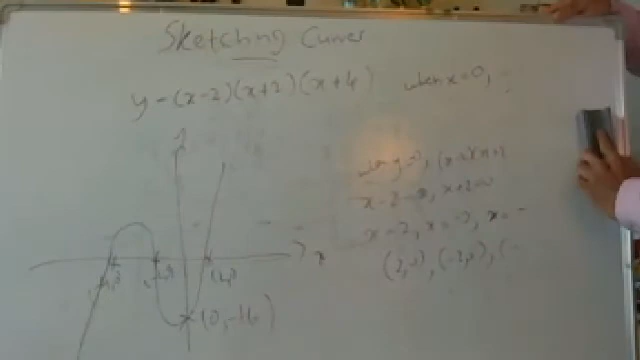 Sketching Curves
y = (x-2)(x+2)(x+4)
when x=0,
when y=0, (x-2)(x+2
x-2=0, x+2=0
x=2, x=-2, x=-
(2,0), (-2,0), (-
x
(2,0)
(0,-16)